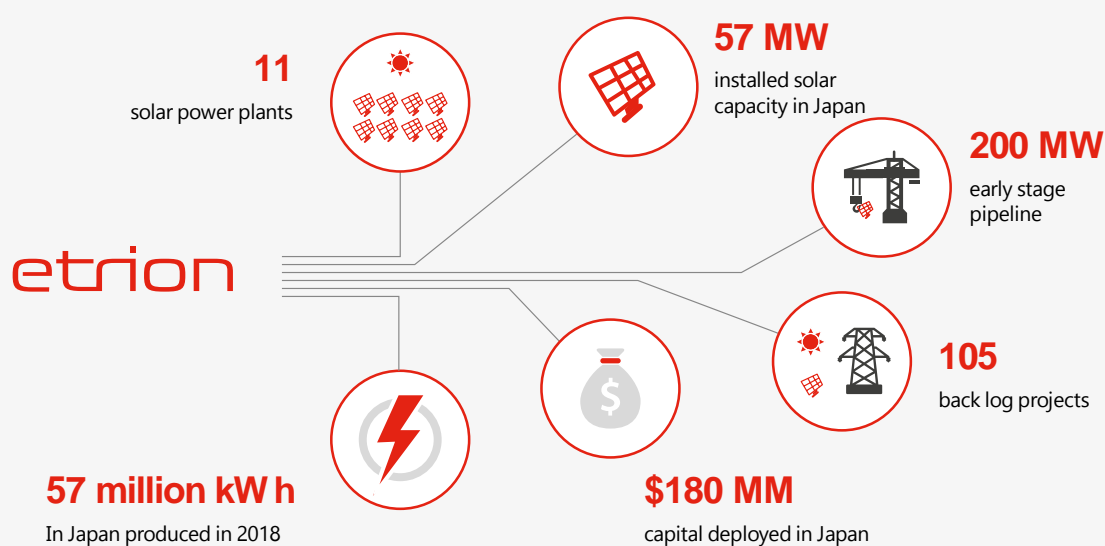 11
solar power plants
57 MW
installed solar
capacity in Japan
200 MW
early stage
pipeline
etrion
105
back log projects
$
57 million kW h
In Japan produced in 2018
$180 MM
capital deployed in Japan